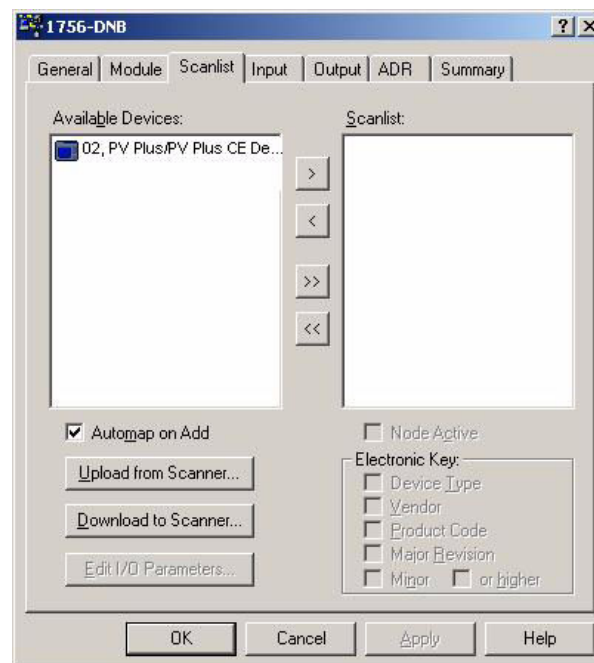 1756-DNB
General Module Scanlist Input Output ADR Summary
Available Devices:
Scanlist:
02, PV Plus/PV Plus CE De...
>
<
>>
<<
Automap on Add
Node Active
Upload from Scanner...
Electronic Key:
Device Type
Vendor
Download to Scanner...
Product Code
Major Revision
Edit I/O Parameters...
Minor or higher
OK Cancel Apply Help